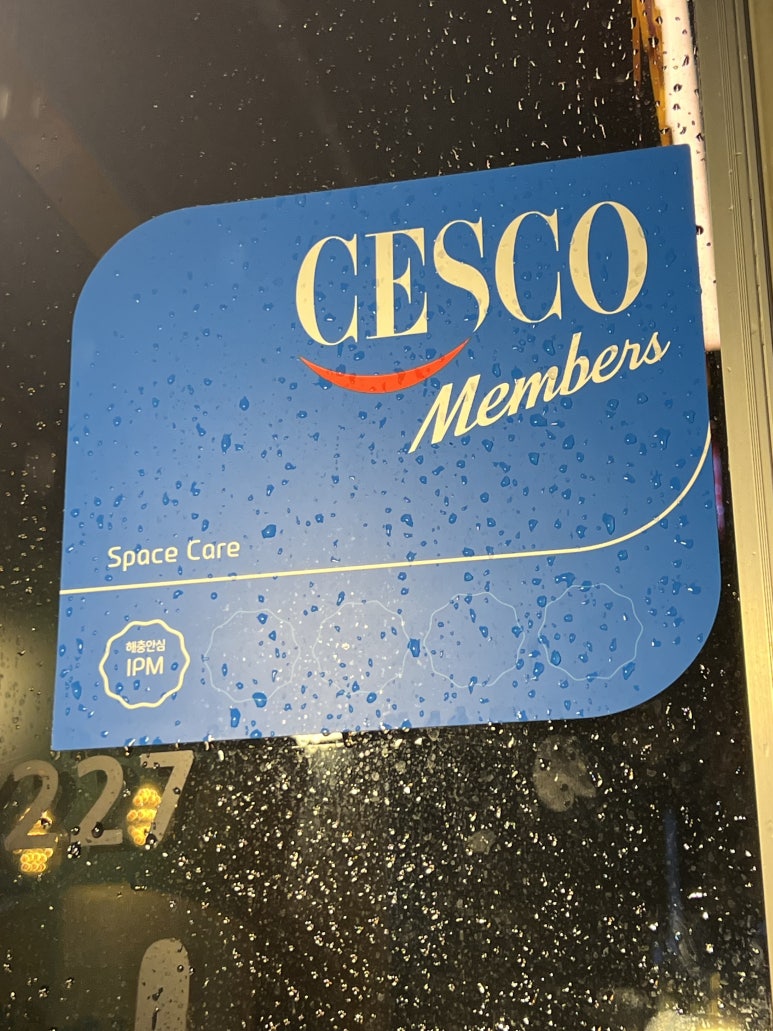 CESCO
Members
Space Care
해충안심
IPM
227